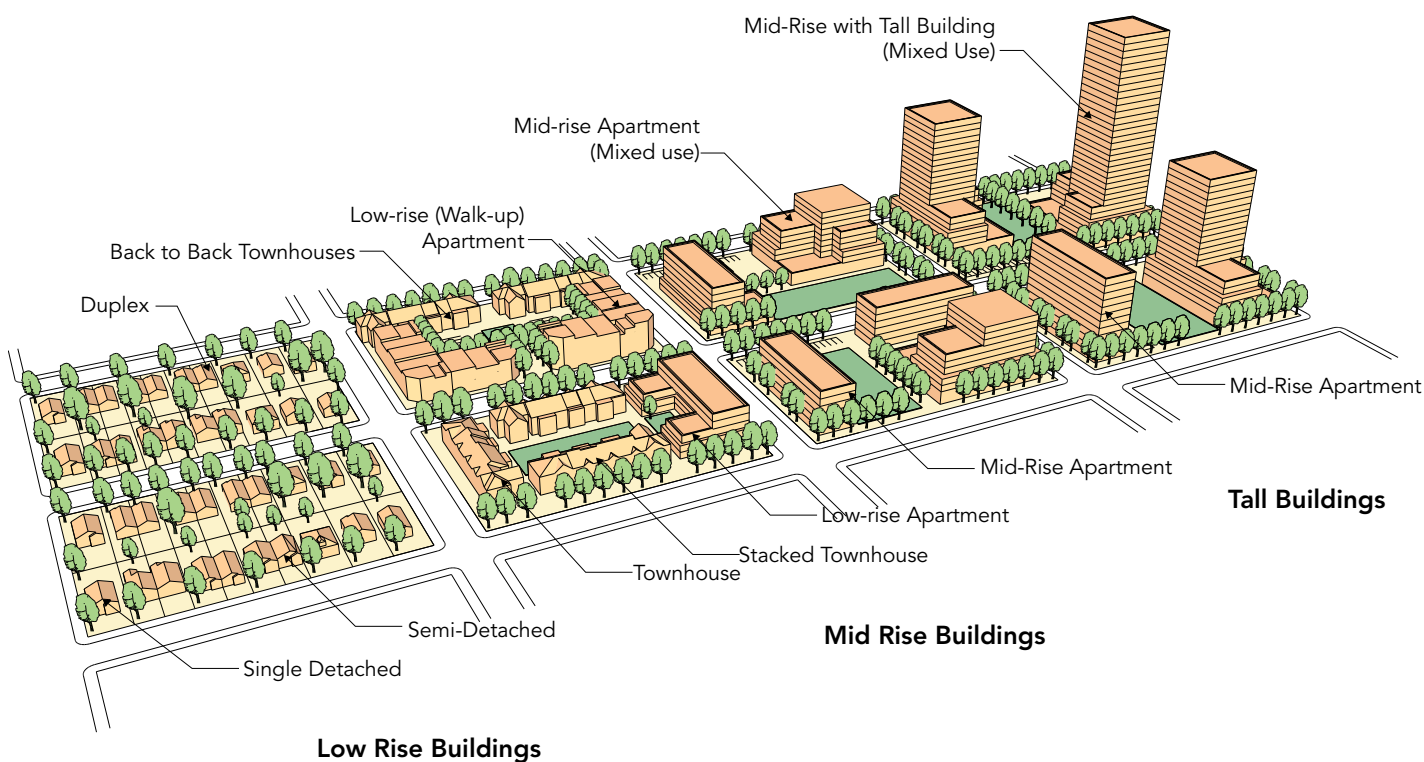 Mid-Rise with Tall Building
(Mixed Use)
Mid-rise Apartment
(Mixed use)
Low-rise (Walk-up)
Apartment
Back to Back Townhouses
Duplex
Mid-Rise Apartment
Mid-Rise Apartment
Tall Buildings
Low-rise Apartment
Stacked Townhouse
Townhouse
Semi-Detached
Mid Rise Buildings
Single Detached
Low Rise Buildings